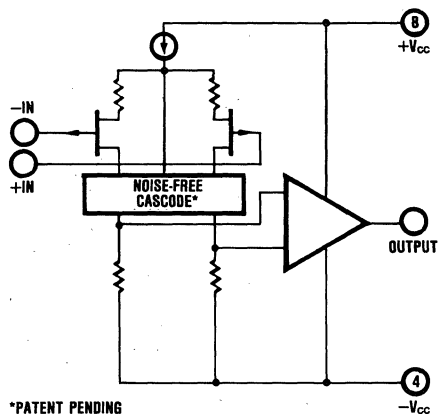 8
+VCC
-IN
+IN
NOISE-FREE
CASCODE*
OUTPUT
4
-VCC
*PATENT PENDING